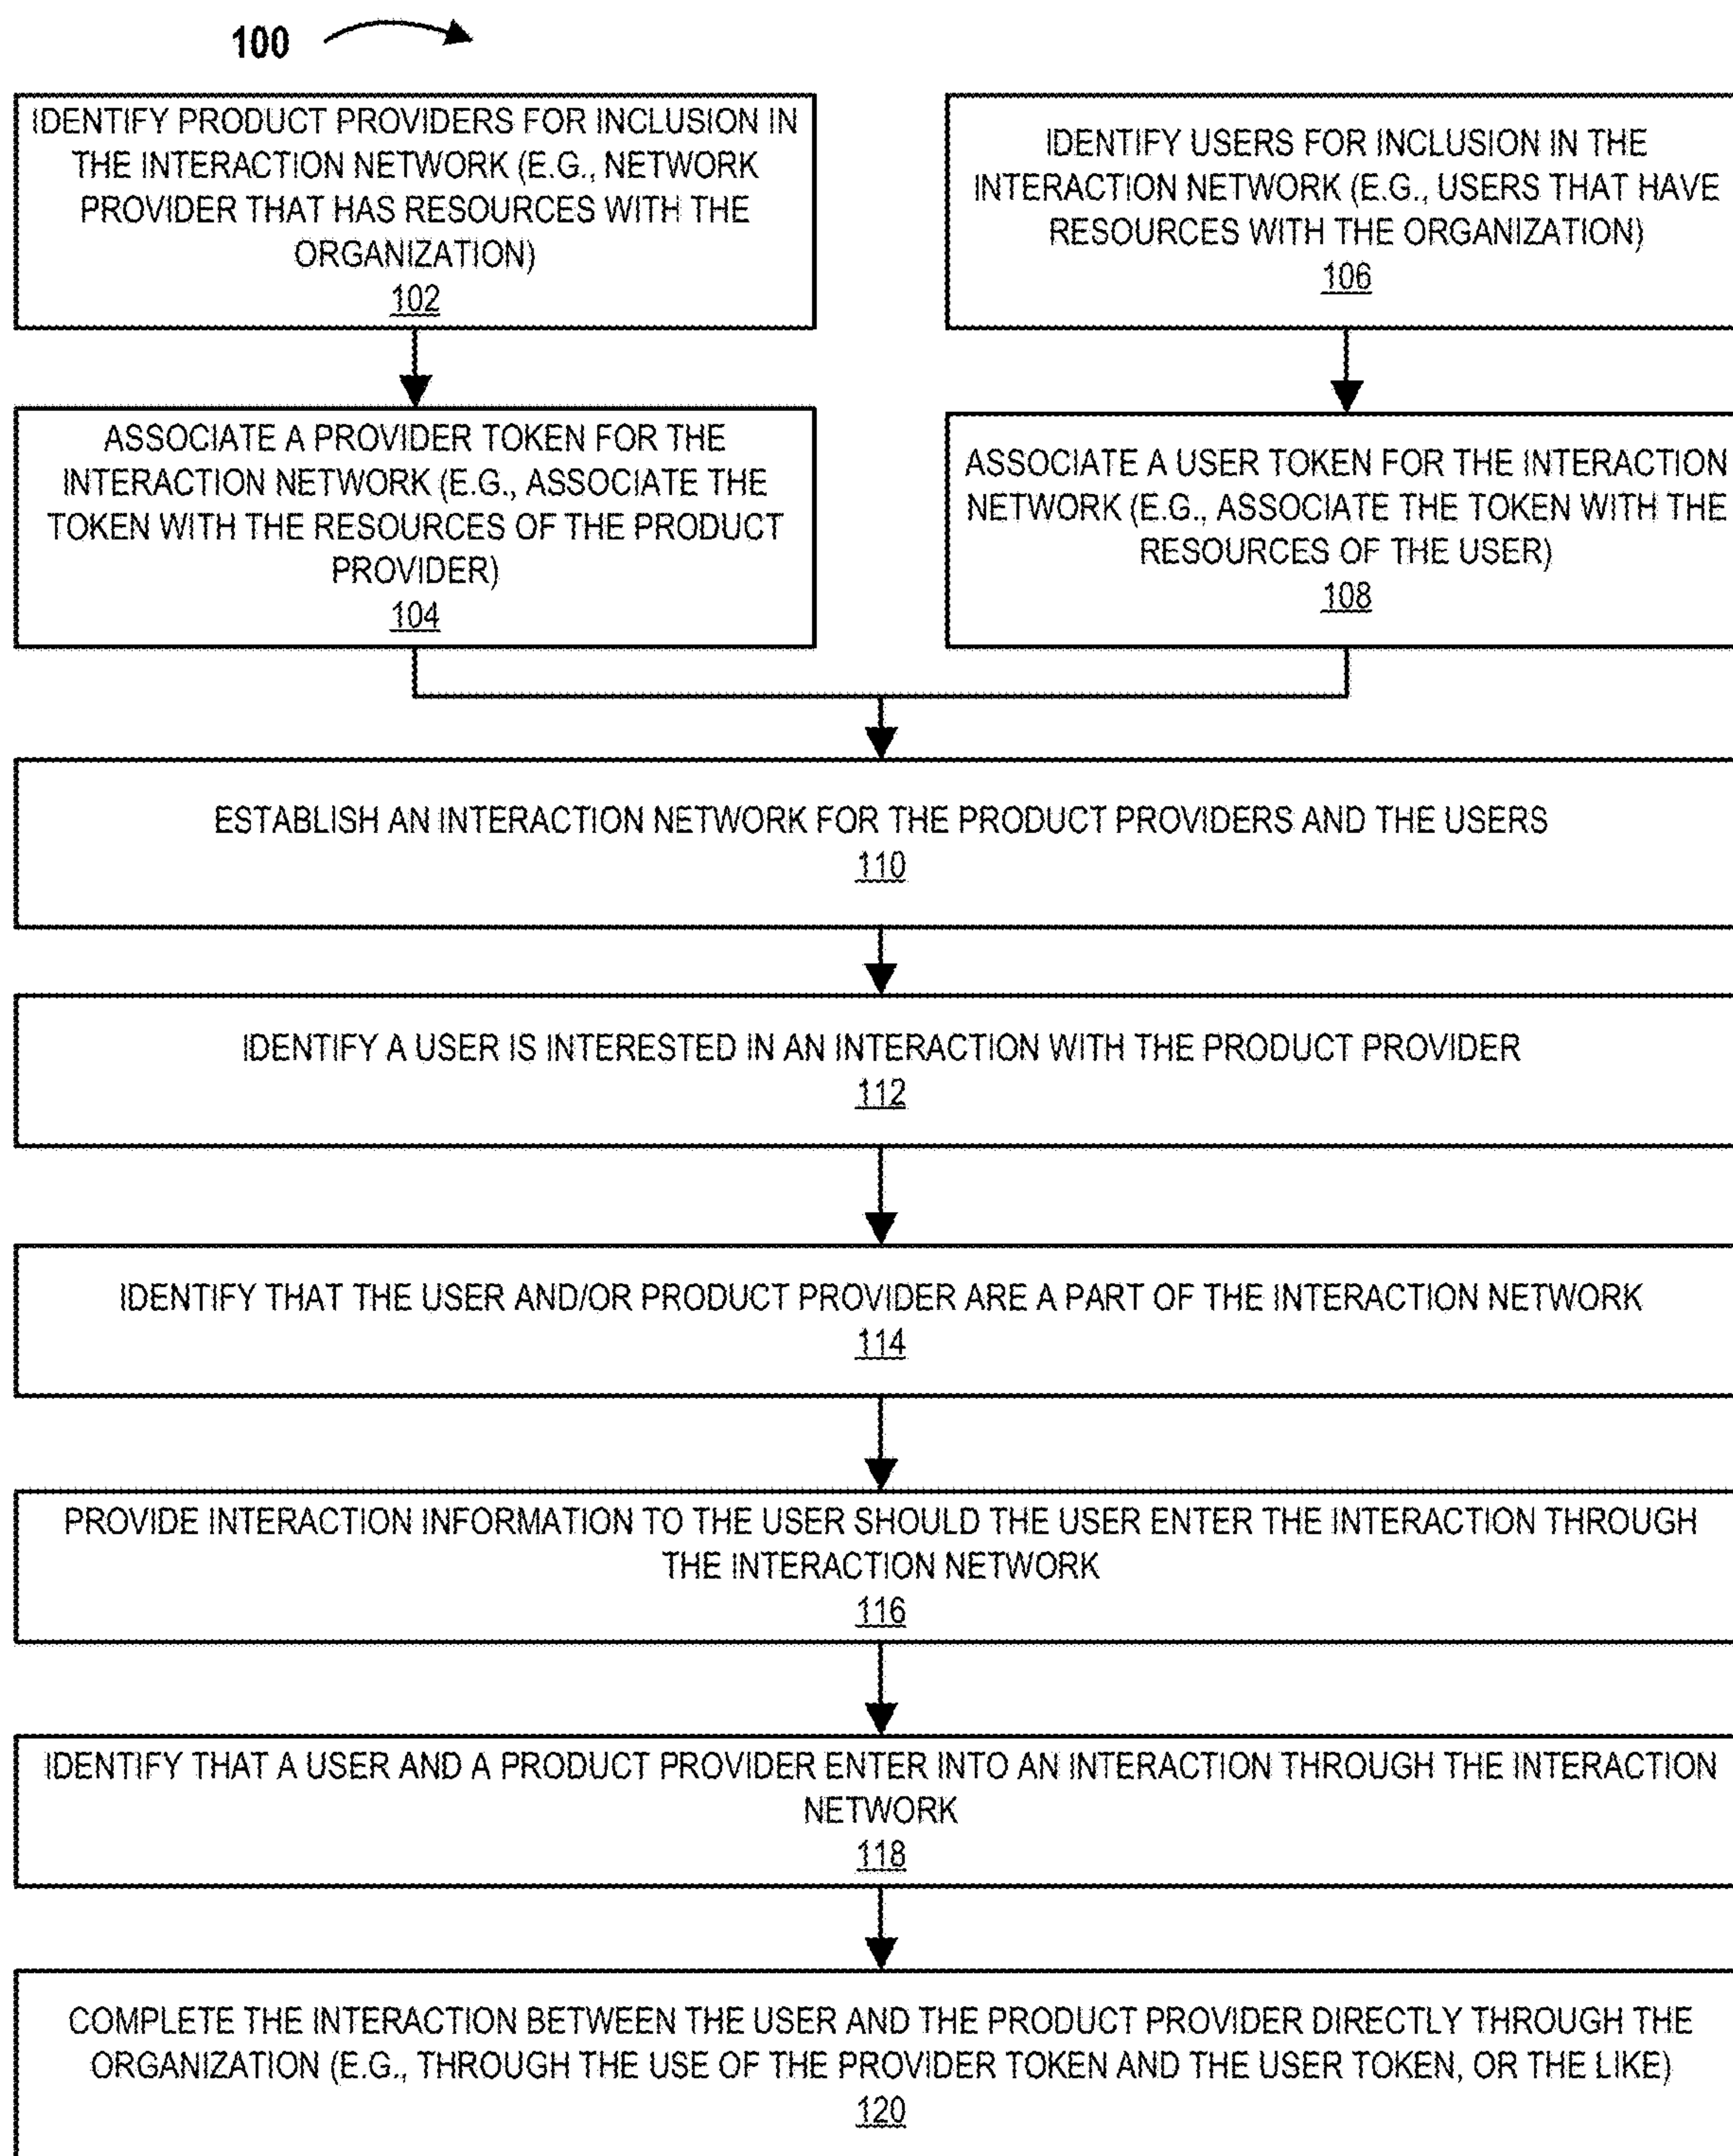 100
IDENTIFY PRODUCT PROVIDERS FOR INCLUSION IN
THE INTERACTION NETWORK (E.G., NETWORK
PROVIDER THAT HAS RESOURCES WITH THE
ORGANIZATION)
102
IDENTIFY USERS FOR INCLUSION IN THE
INTERACTION NETWORK (E.G., USERS THAT HAVE
RESOURCES WITH THE ORGANIZATION)
106
ASSOCIATE A PROVIDER TOKEN FOR THE
INTERACTION NETWORK (E.G., ASSOCIATE THE
TOKEN WITH THE RESOURCES OF THE PRODUCT
PROVIDER)
104
ASSOCIATE A USER TOKEN FOR THE INTERACTION
NETWORK (E.G., ASSOCIATE THE TOKEN WITH THE
RESOURCES OF THE USER)
108
ESTABLISH AN INTERACTION NETWORK FOR THE PRODUCT PROVIDERS AND THE USERS
110
IDENTIFY A USER IS INTERESTED IN AN INTERACTION WITH THE PRODUCT PROVIDER
112
IDENTIFY THAT THE USER AND/OR PRODUCT PROVIDER ARE A PART OF THE INTERACTION NETWORK
114
PROVIDE INTERACTION INFORMATION TO THE USER SHOULD THE USER ENTER THE INTERACTION THROUGH
THE INTERACTION NETWORK
116
IDENTIFY THAT A USER AND A PRODUCT PROVIDER ENTER INTO AN INTERACTION THROUGH THE INTERACTION
NETWORK
118
COMPLETE THE INTERACTION BETWEEN THE USER AND THE PRODUCT PROVIDER DIRECTLY THROUGH THE
ORGANIZATION (E.G., THROUGH THE USE OF THE PROVIDER TOKEN AND THE USER TOKEN, OR THE LIKE)
120